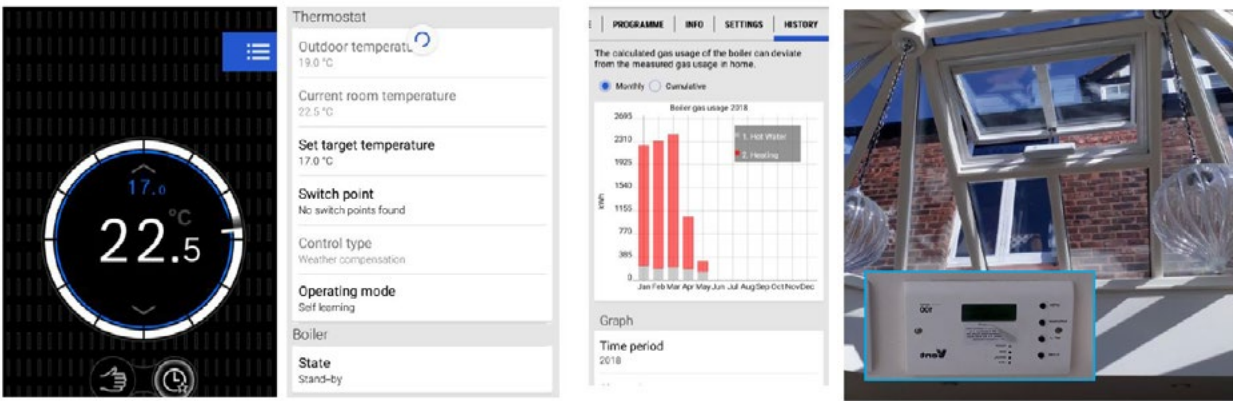 17.0
22.5
°C
Thermostat
Outdoor temperatu
19.0 °C
Current room temperature
22.5 °C
Set target temperature
17.0 °C
Switch point
No switch points found
Control type
Weather compensation
Operating mode
Self learning
Boiler
State
Stand-by
E PROGRAMME INFO SETTINGS HISTORY
The calculated gas usage of the boiler can deviate
from the measured gas usage in home.
Monthly Cumulative
Boiler gas usage 2018
1. Hot Water
2. Heating
kWh
2695
2310
1925
1540
1155
770
385
0
Jan Feb Mar Apr May Jun Jul Aug Sep Oct Nov Dec
Graph
Time period
2018
100